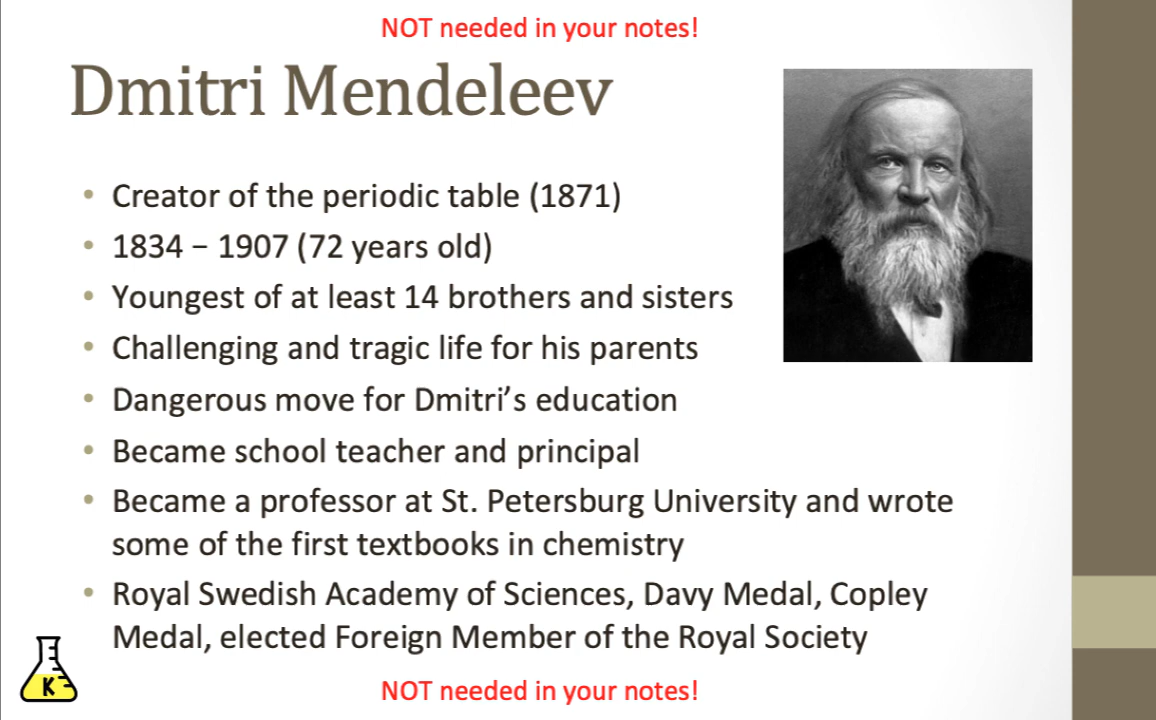 NOT needed in your notes!
Dmitri Mendeleev
• Creator of the periodic table (1871)
• 1834 – 1907 (72 years old)
• Youngest of at least 14 brothers and sisters
• Challenging and tragic life for his parents
• Dangerous move for Dmitri’s education
• Became school teacher and principal
• Became a professor at St. Petersburg University and wrote
some of the first textbooks in chemistry
• Royal Swedish Academy of Sciences, Davy Medal, Copley
Medal, elected Foreign Member of the Royal Society
K
NOT needed in your notes!